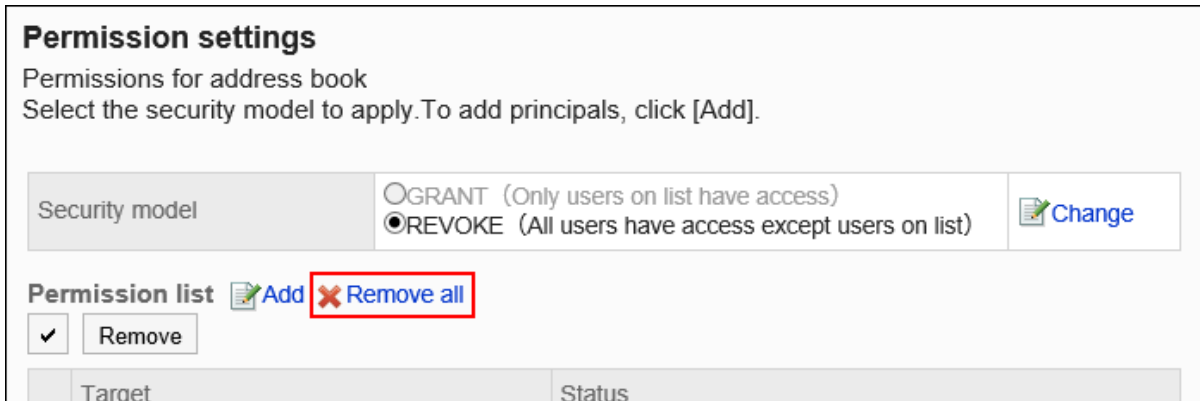 Permission settings
Permissions for address book
Select the security model to apply.To add principals, click [Add].
Security model
GRANT (Only users on list have access)
REVOKE (All users have access except users on list)
Change
Permission list Add Remove all
Remove
Target Status